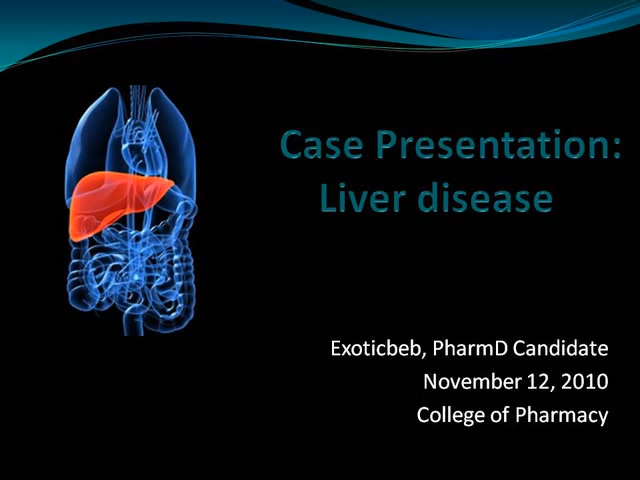 Case Presentation:
Liver disease
Exoticbeb, PharmD Candidate
November 12, 2010
College of Pharmacy